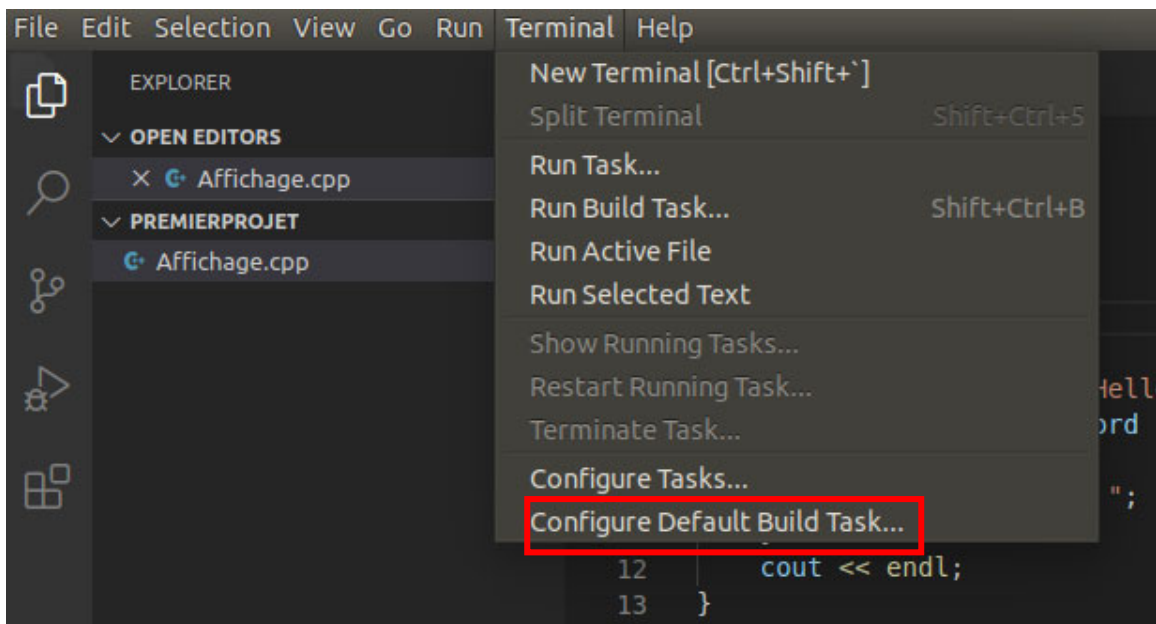 File Edit Selection View Go Run Terminal Help
EXPLORER
OPEN EDITORS
Affichage.cpp
PREMIERPROJET
Affichage.cpp
New Terminal [Ctrl+Shift+`]
Split Terminal Shift+Ctrl+5
Run Task...
Run Build Task... Shift+Ctrl+B
Run Active File
Run Selected Text
Show Running Tasks...
Restart Running Task...
Terminate Task...
Configure Tasks...
Configure Default Build Task...
Hell
ord
";
12 cout << endl;
13 }